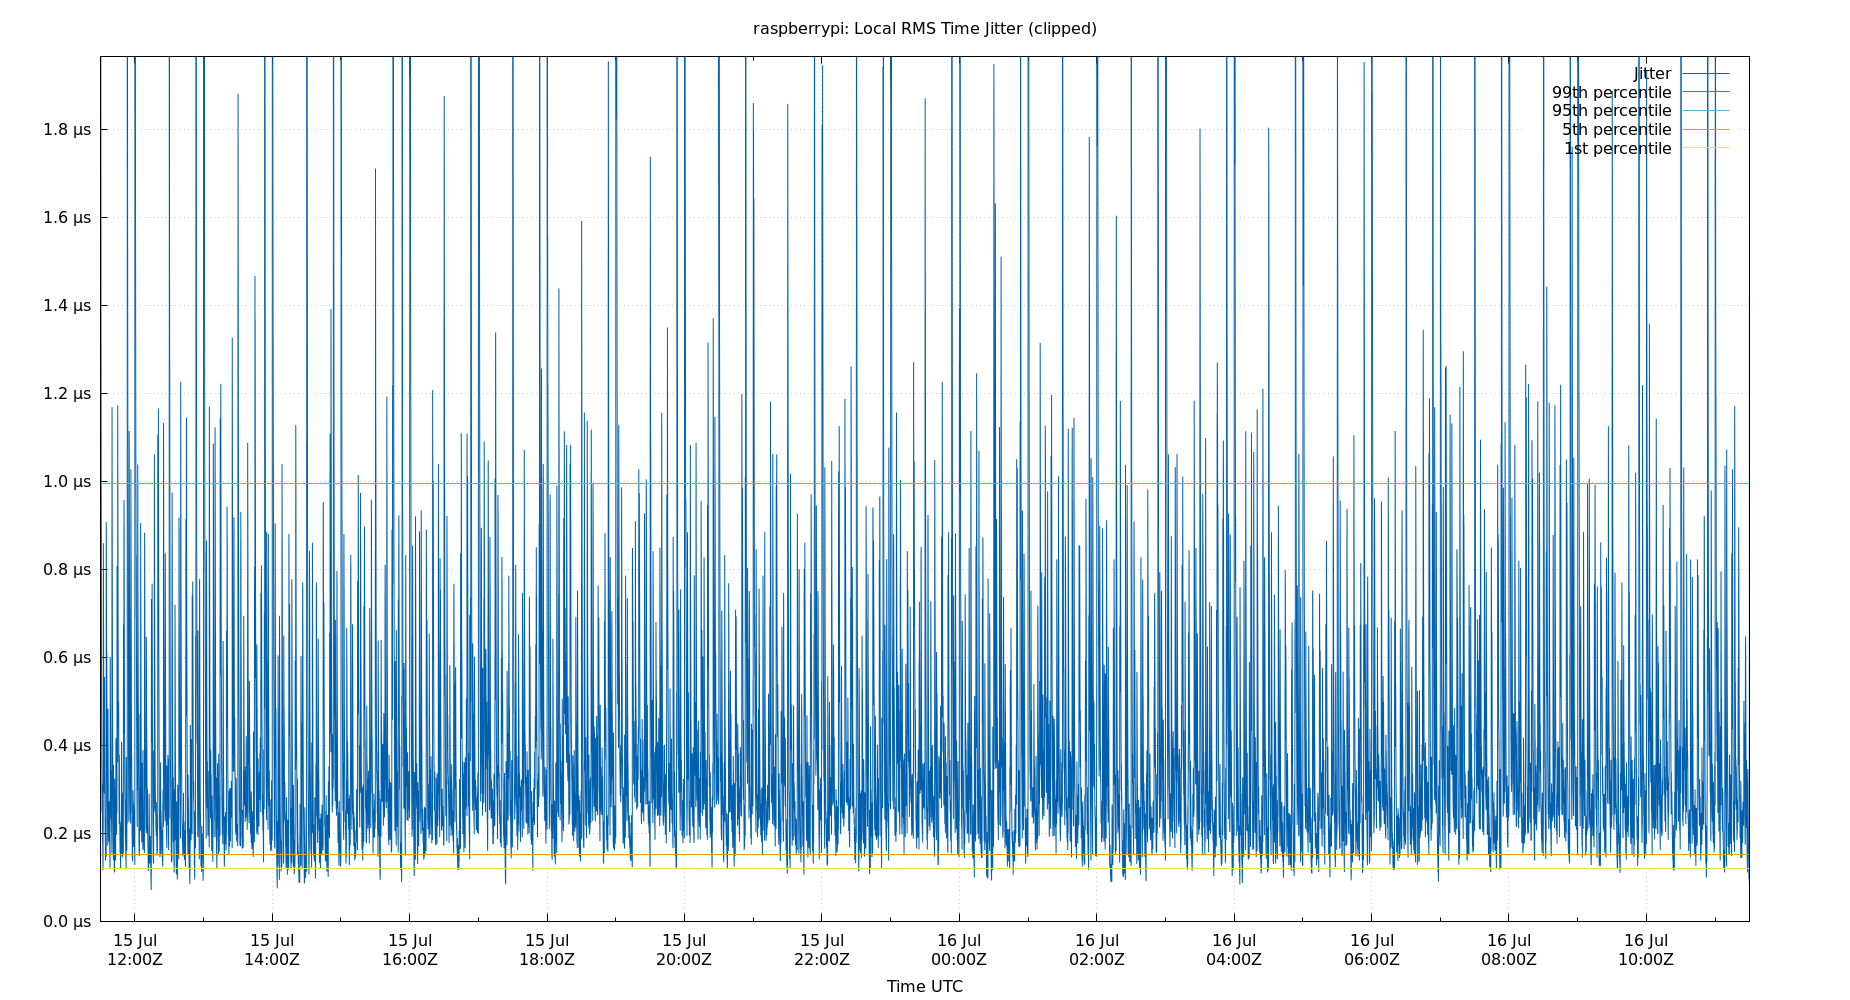 raspberrypi: Local RMS Time Jitter (clipped)
Jitter
99th percentile
95th percentile
5th percentile
1st percentile
1.8 µs
1.6 µs
1.4 µs
1.2 µs
1.0 µs
0.8 µs
0.6 µs
0.4 µs
0.2 µs
0.0 µs
15 Jul 15 Jul 15 Jul 15 Jul 15 Jul 15 Jul 16 Jul 16 Jul 16 Jul 16 Jul 16 Jul 16 Jul
12:00Z 14:00Z 16:00Z 18:00Z 20:00Z 22:00Z 00:00Z 02:00Z 04:00Z 06:00Z 08:00Z 10:00Z
Time UTC